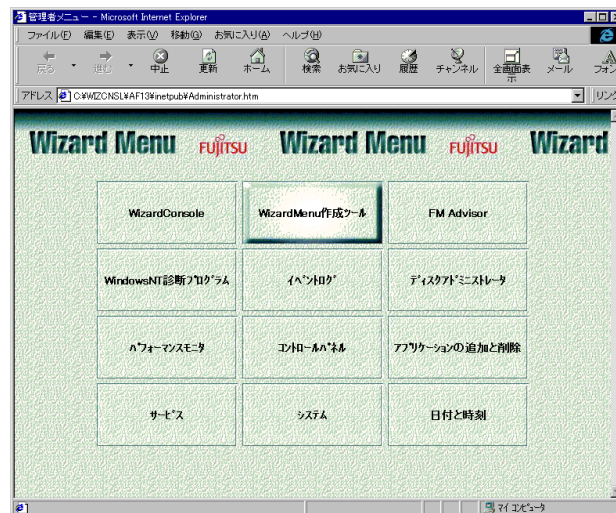 管理者メニュー - Microsoft Internet Explorer
ファイル(F) 編集(E) 表示(V) 移動(G) お気に入り(A) ヘルプ(H)
戻る 進む 中止 更新 ホーム 検索 お気に入り 履歴 チャンネル 全画面表示 メール フォン
アドレス C:¥WIZCNSL¥AF13¥inetpub¥Administrator.htm リンク
Wizard Menu FUJITSU Wizard Menu FUJITSU Wizard
WizardConsole WizardMenu作成ツール FM Advisor
WindowsNT診断プログラム イベントログ ディスクアドミニストレータ
パフォーマンスモニタ コントロールパネル アプリケーションの追加と削除
サービス システム 日付と時刻
マイ コンピュータ